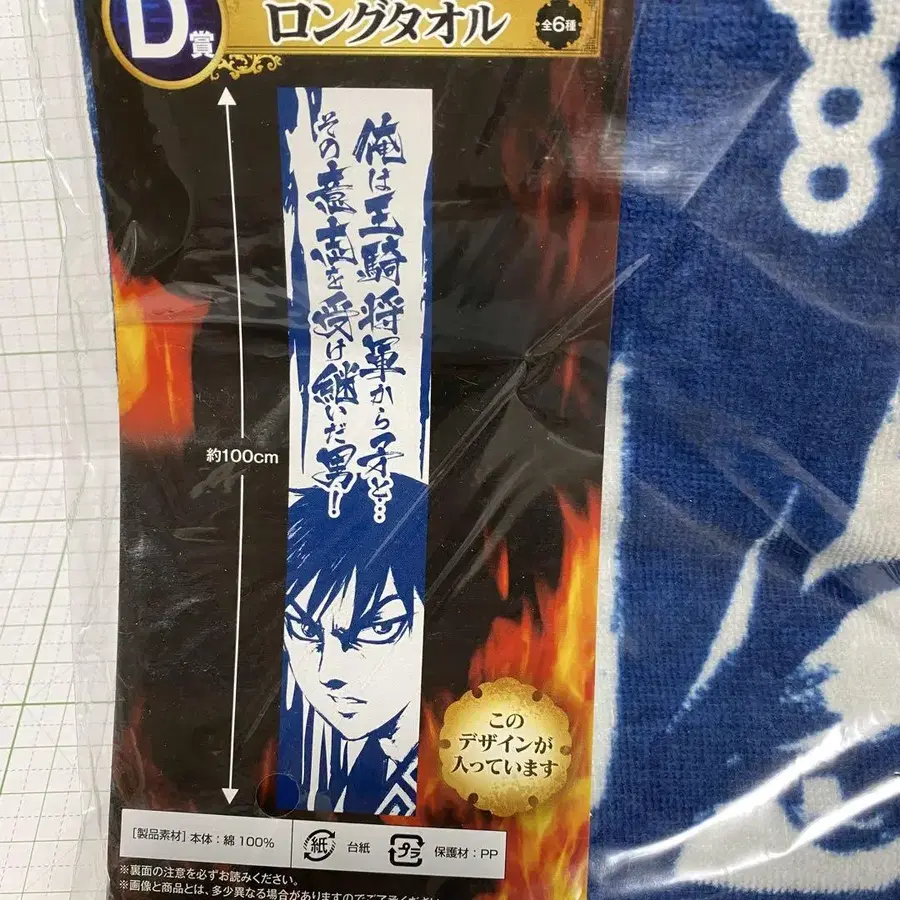 D賞
ロングタオル
全6種
俺は王騎将軍から矛と…
その意志を受け継いだ男!
約100cm
この
デザインが
入っています
[製品素材] 本体:綿100%
紙
台紙
プラ
保護材:PP
※裏面の注意を必ずお読みください。
※画像と商品とは、多少異なる場合がありますのでご了承ください